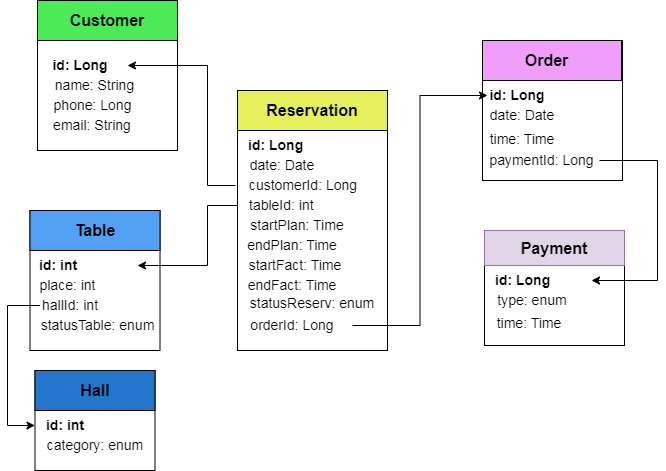 Customer
id: Long
name: String
phone: Long
email: String
Reservation
id: Long
date: Date
customerId: Long
tableId: int
startPlan: Time
endPlan: Time
startFact: Time
endFact: Time
statusReserv: enum
orderId: Long
Order
id: Long
date: Date
time: Time
paymentId: Long
Table
id: int
place: int
hallId: int
statusTable: enum
Payment
id: Long
type: enum
time: Time
Hall
id: int
category: enum